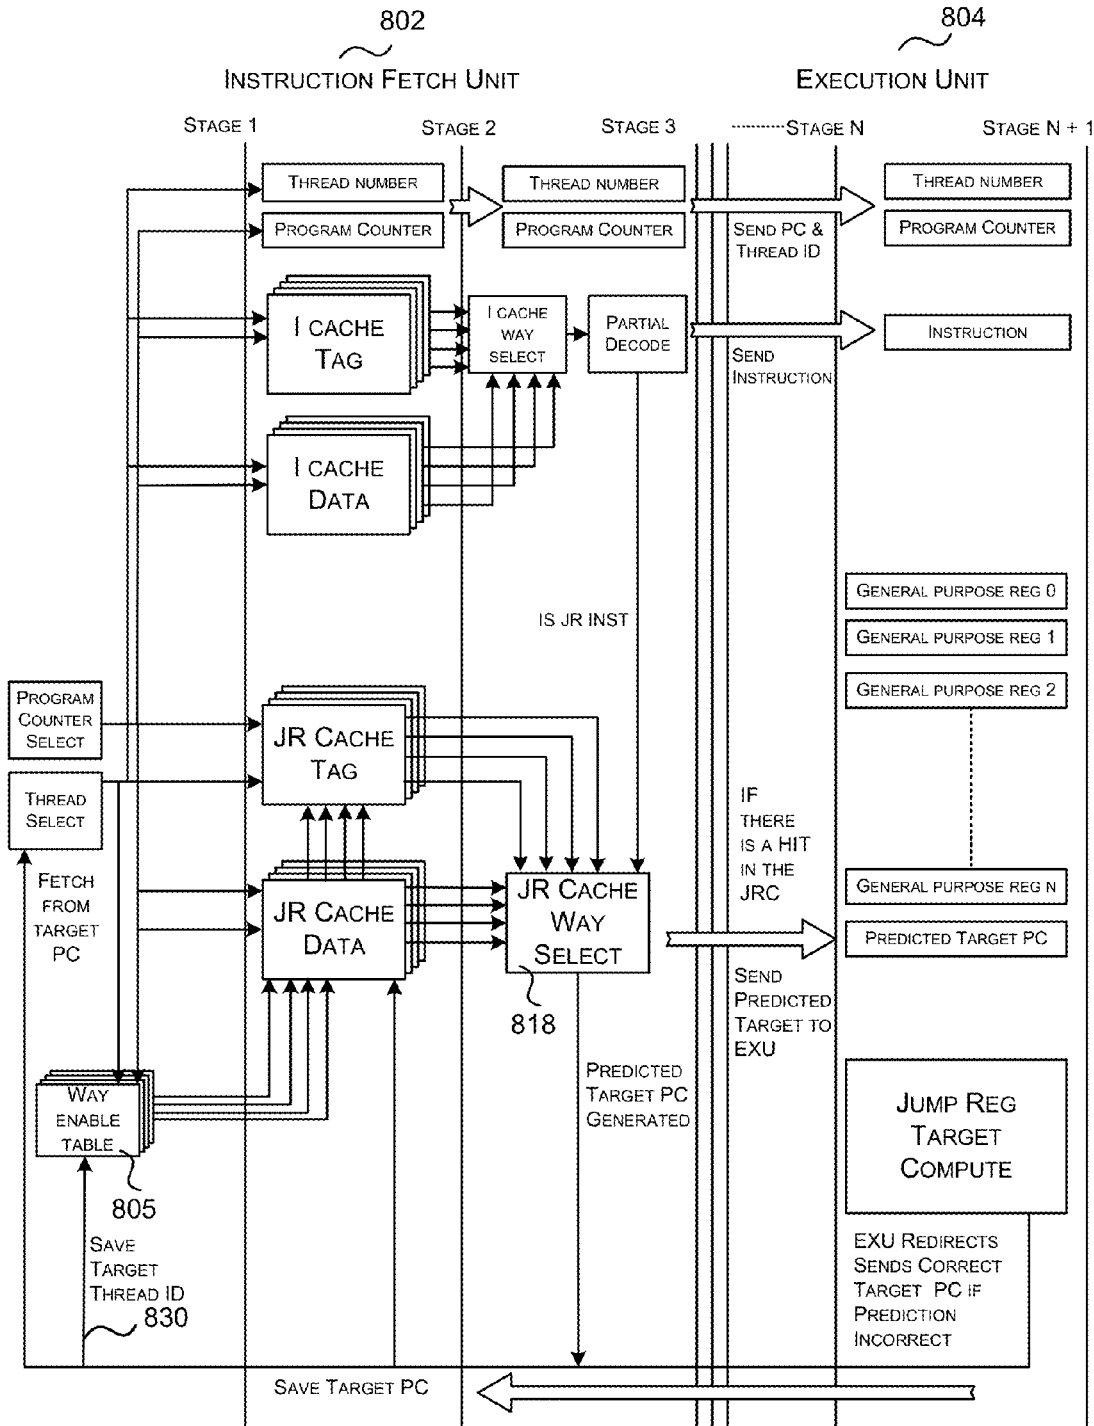 802
804
INSTRUCTION FETCH UNIT
EXECUTION UNIT
STAGE 1
STAGE 2
STAGE 3
STAGE N
STAGE N + 1
THREAD NUMBER
PROGRAM COUNTER
THREAD NUMBER
PROGRAM COUNTER
SEND PC &
THREAD ID
THREAD NUMBER
PROGRAM COUNTER
I CACHE
TAG
I CACHE
WAY
SELECT
PARTIAL
DECODE
SEND
INSTRUCTION
INSTRUCTION
I CACHE
DATA
IS JR INST
GENERAL PURPOSE REG 0
GENERAL PURPOSE REG 1
GENERAL PURPOSE REG 2
PROGRAM
COUNTER
SELECT
JR CACHE
TAG
THREAD
SELECT
IF
THERE
IS A HIT
IN THE
JRC
FETCH
FROM
TARGET
PC
JR CACHE
DATA
JR CACHE
WAY
SELECT
818
GENERAL PURPOSE REG N
PREDICTED TARGET PC
SEND
PREDICTED
TARGET TO
EXU
WAY
ENABLE
TABLE
805
PREDICTED
TARGET PC
GENERATED
JUMP REG
TARGET
COMPUTE
SAVE
TARGET
THREAD ID
830
EXU REDIRECTS
SENDS CORRECT
TARGET PC IF
PREDICTION
INCORRECT
SAVE TARGET PC